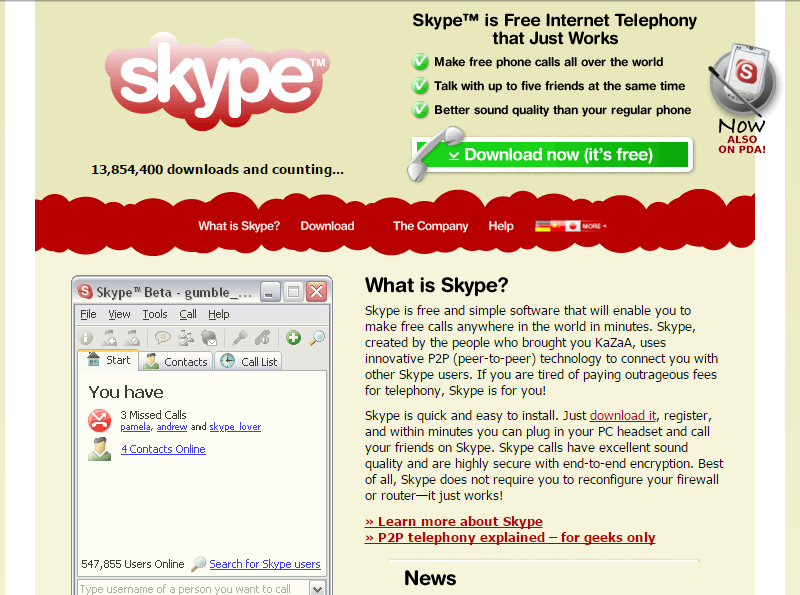 skype™
13,854,400 downloads and counting...
Skype™ is Free Internet Telephony
that Just Works
Make free phone calls all over the world
Talk with up to five friends at the same time
Better sound quality than your regular phone
Download now (it's free)
Now
ALSO
ON PDA!
What is Skype? Download The Company Help MORE
Skype™ Beta - gumble_...
File View Tools Call Help
Start Contacts Call List
You have
3 Missed Calls
pamela, andrew and skype_lover
4 Contacts Online
547,855 Users Online Search for Skype users
Type username of a person you want to call
What is Skype?
Skype is free and simple software that will enable you to
make free calls anywhere in the world in minutes. Skype,
created by the people who brought you KaZaA, uses
innovative P2P (peer-to-peer) technology to connect you with
other Skype users. If you are tired of paying outrageous fees
for telephony, Skype is for you!
Skype is quick and easy to install. Just download it, register,
and within minutes you can plug in your PC headset and call
your friends on Skype. Skype calls have excellent sound
quality and are highly secure with end-to-end encryption. Best
of all, Skype does not require you to reconfigure your firewall
or router—it just works!
» Learn more about Skype
» P2P telephony explained – for geeks only
News